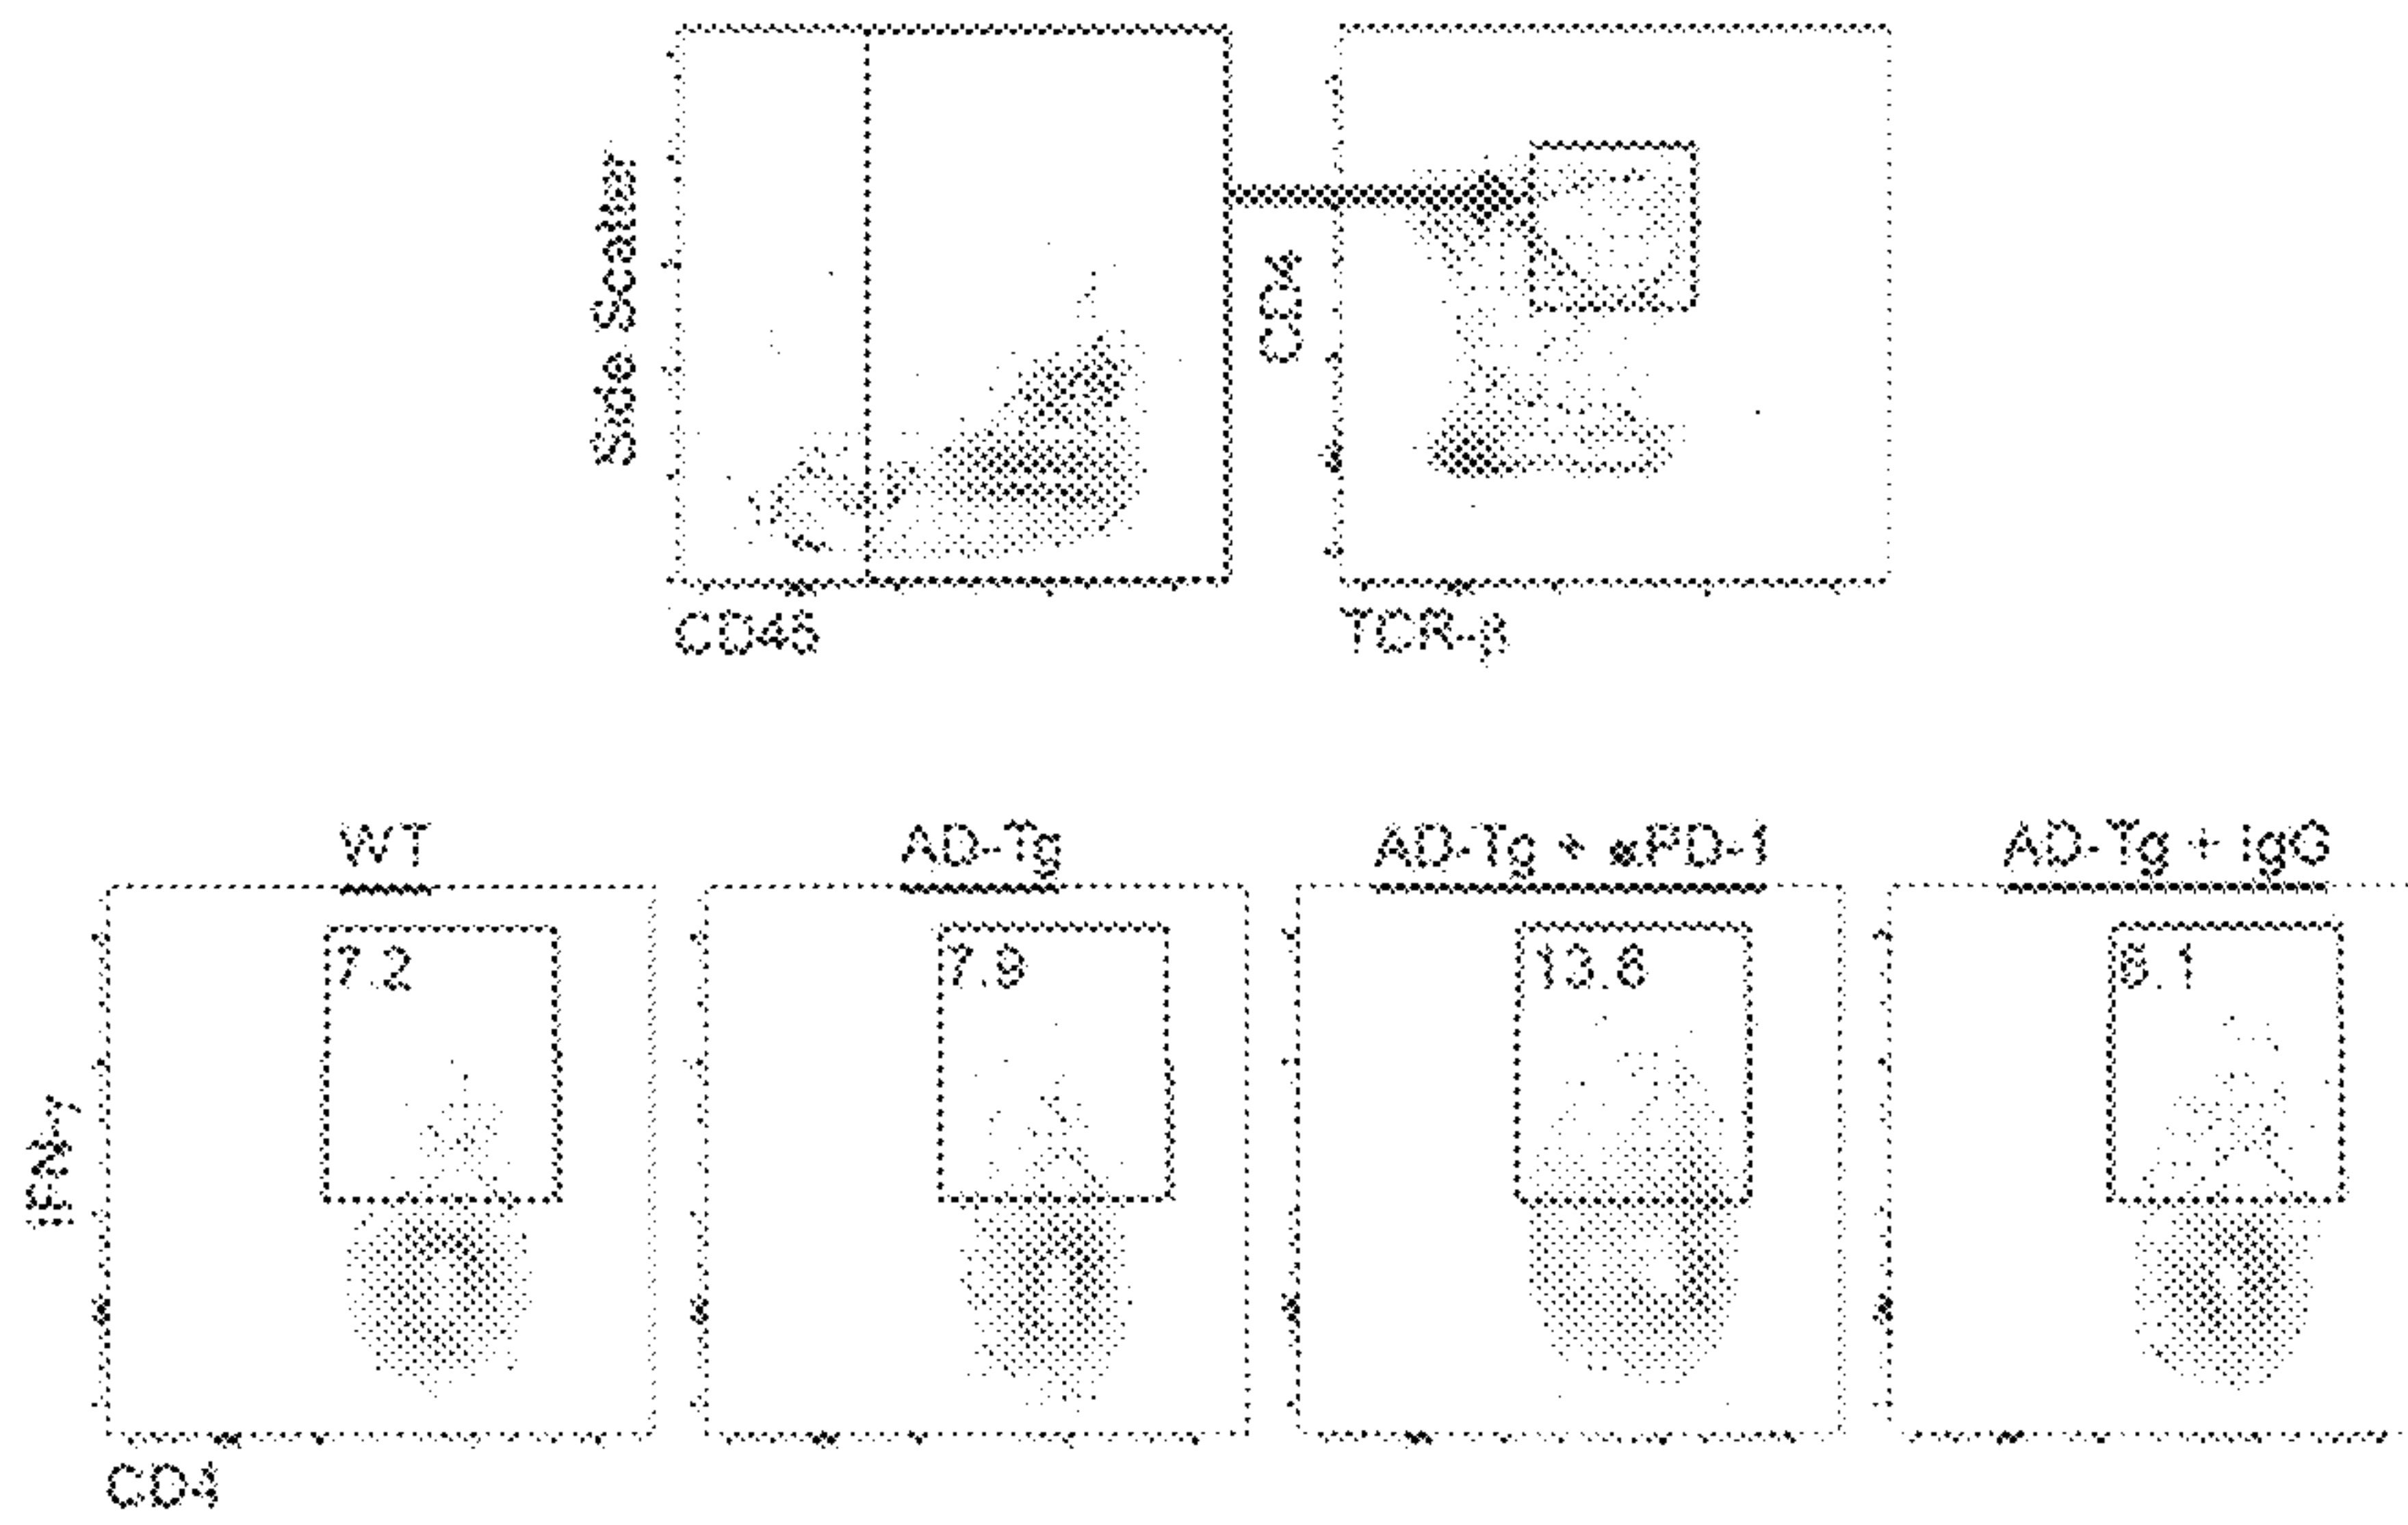 Side Scatter
CD45
CD4
TCR-β
WT
AD-Tg
AD-Tg + αPD-1
AD-Tg + IgG
7.2
7.9
13.6
IFN-γ
CD4